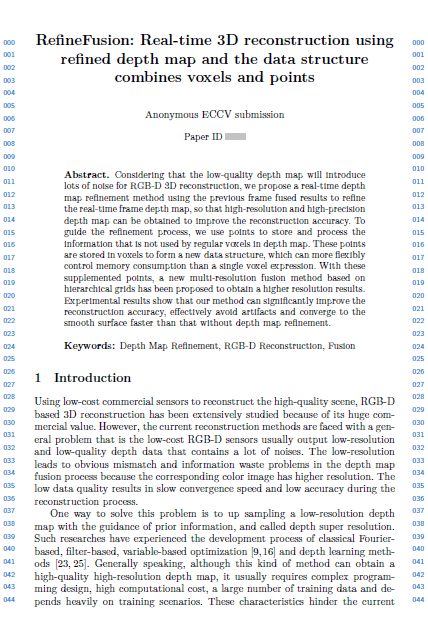 000
001
002
003
004
005
006
007
008
009
010
011
012
013
014
015
016
017
018
019
020
021
022
023
024
025
026
027
028
029
030
031
032
033
034
035
036
037
038
039
040
041
042
043
044
RefineFusion: Real-time 3D reconstruction using
refined depth map and the data structure
combines voxels and points
Anonymous ECCV submission
Paper ID
Abstract. Considering that the low-quality depth map will introduce
lots of noise for RGB-D 3D reconstruction, we propose a real-time depth
map refinement method using the previous frame fused results to refine
the real-time frame depth map, so that high-resolution and high-precision
depth map can be obtained to improve the reconstruction accuracy. To
guide the refinement process, we use points to store and process the
information that is not used by regular voxels in depth map. These points
are stored in voxels to form a new data structure, which can more flexibly
control memory consumption than a single voxel expression. With these
supplemented points, a new multi-resolution fusion method based on
hierarchical grids has been proposed to obtain a higher resolution results.
Experimental results show that our method can significantly improve the
reconstruction accuracy, effectively avoid artifacts and converge to the
smooth surface faster than that without depth map refinement.
Keywords: Depth Map Refinement, RGB-D Reconstruction, Fusion
1 Introduction
Using low-cost commercial sensors to reconstruct the high-quality scene, RGB-D
based 3D reconstruction has been extensively studied because of its huge com-
mercial value. However, the current reconstruction methods are faced with a gen-
eral problem that is the low-cost RGB-D sensors usually output low-resolution
and low-quality depth data that contains a lot of noises. The low-resolution
leads to obvious mismatch and information waste problems in the depth map
fusion process because the corresponding color image has higher resolution. The
low data quality results in slow convergence speed and low accuracy during the
reconstruction process.
One way to solve this problem is to up sampling a low-resolution depth
map with the guidance of prior information, and called depth super resolution.
Such researches have experienced the development process of classical Fourier-
based, filter-based, variable-based optimization [9,16] and depth learning meth-
ods [23, 25]. Generally speaking, although this kind of method can obtain a
high-quality high-resolution depth map, it usually requires complex program-
ming design, high computational cost, a large number of training data and de-
pends heavily on training scenarios. These characteristics hinder the current
000
001
002
003
004
005
006
007
008
009
010
011
012
013
014
015
016
017
018
019
020
021
022
023
024
025
026
027
028
029
030
031
032
033
034
035
036
037
038
039
040
041
042
043
044